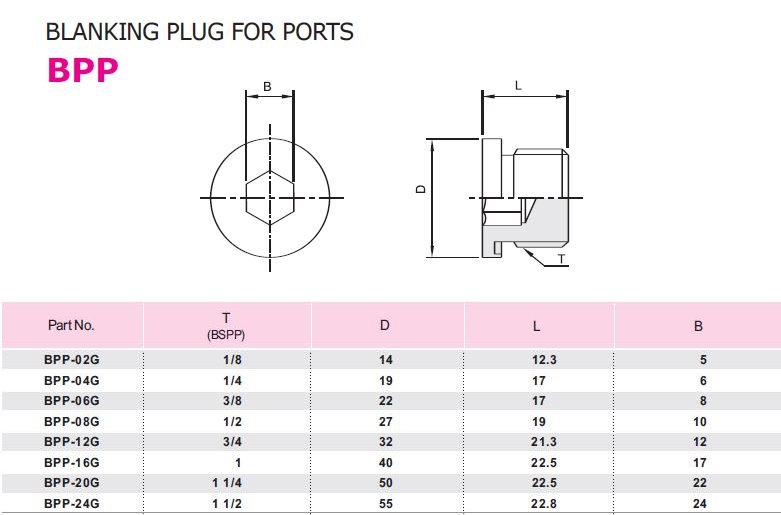 BLANKING PLUG FOR PORTS
BPP
B
L
D
T
Part No. T (BSPP) D L B
BPP-02G 1/8 14 12.3 5
BPP-04G 1/4 19 17 6
BPP-06G 3/8 22 17 8
BPP-08G 1/2 27 19 10
BPP-12G 3/4 32 21.3 12
BPP-16G 1 40 22.5 17
BPP-20G 1 1/4 50 22.5 22
BPP-24G 1 1/2 55 22.8 24